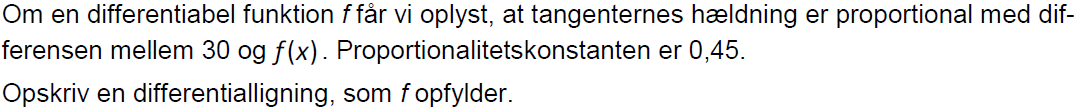 Om en differentiabel funktion f får vi oplyst, at tangenternes hældning er proportional med dif-
ferensen mellem 30 og f(x). Proportionalitetskonstanten er 0,45.
Opskriv en differentialligning, som f opfylder.